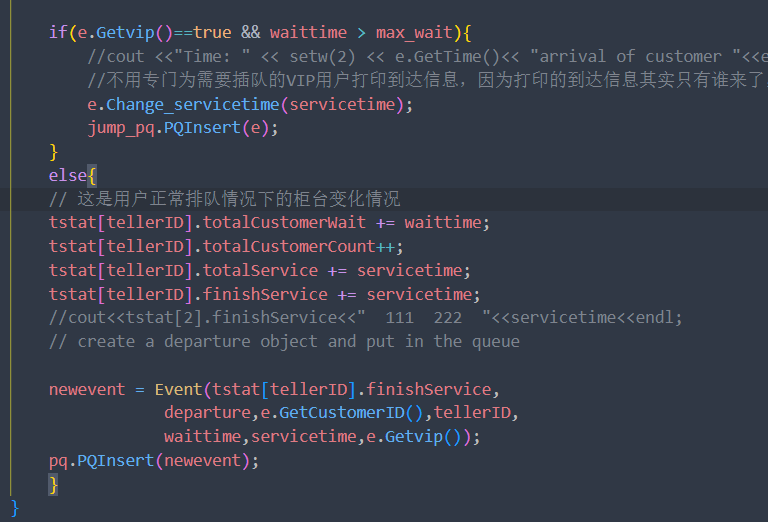 if(e.Getvip()==true && waittime > max_wait){
//cout <<"Time: " << setw(2) << e.GetTime()<< "arrival of customer "<<e
//不用专门为需要插队的VIP用户打印到达信息，因为打印的到达信息其实只有谁来了
e.Change_servicetime(servicetime);
jump_pq.PQInsert(e);
}
else{
// 这是用户正常排队情况下的柜台变化情况
tstat[tellerID].totalCustomerWait += waittime;
tstat[tellerID].totalCustomerCount++;
tstat[tellerID].totalService += servicetime;
tstat[tellerID].finishService += servicetime;
//cout<<tstat[2].finishService<<"  111  222  "<<servicetime<<endl;
// create a departure object and put in the queue
newevent = Event(tstat[tellerID].finishService,
departure,e.GetCustomerID(),tellerID,
waittime,servicetime,e.Getvip());
pq.PQInsert(newevent);
}
}